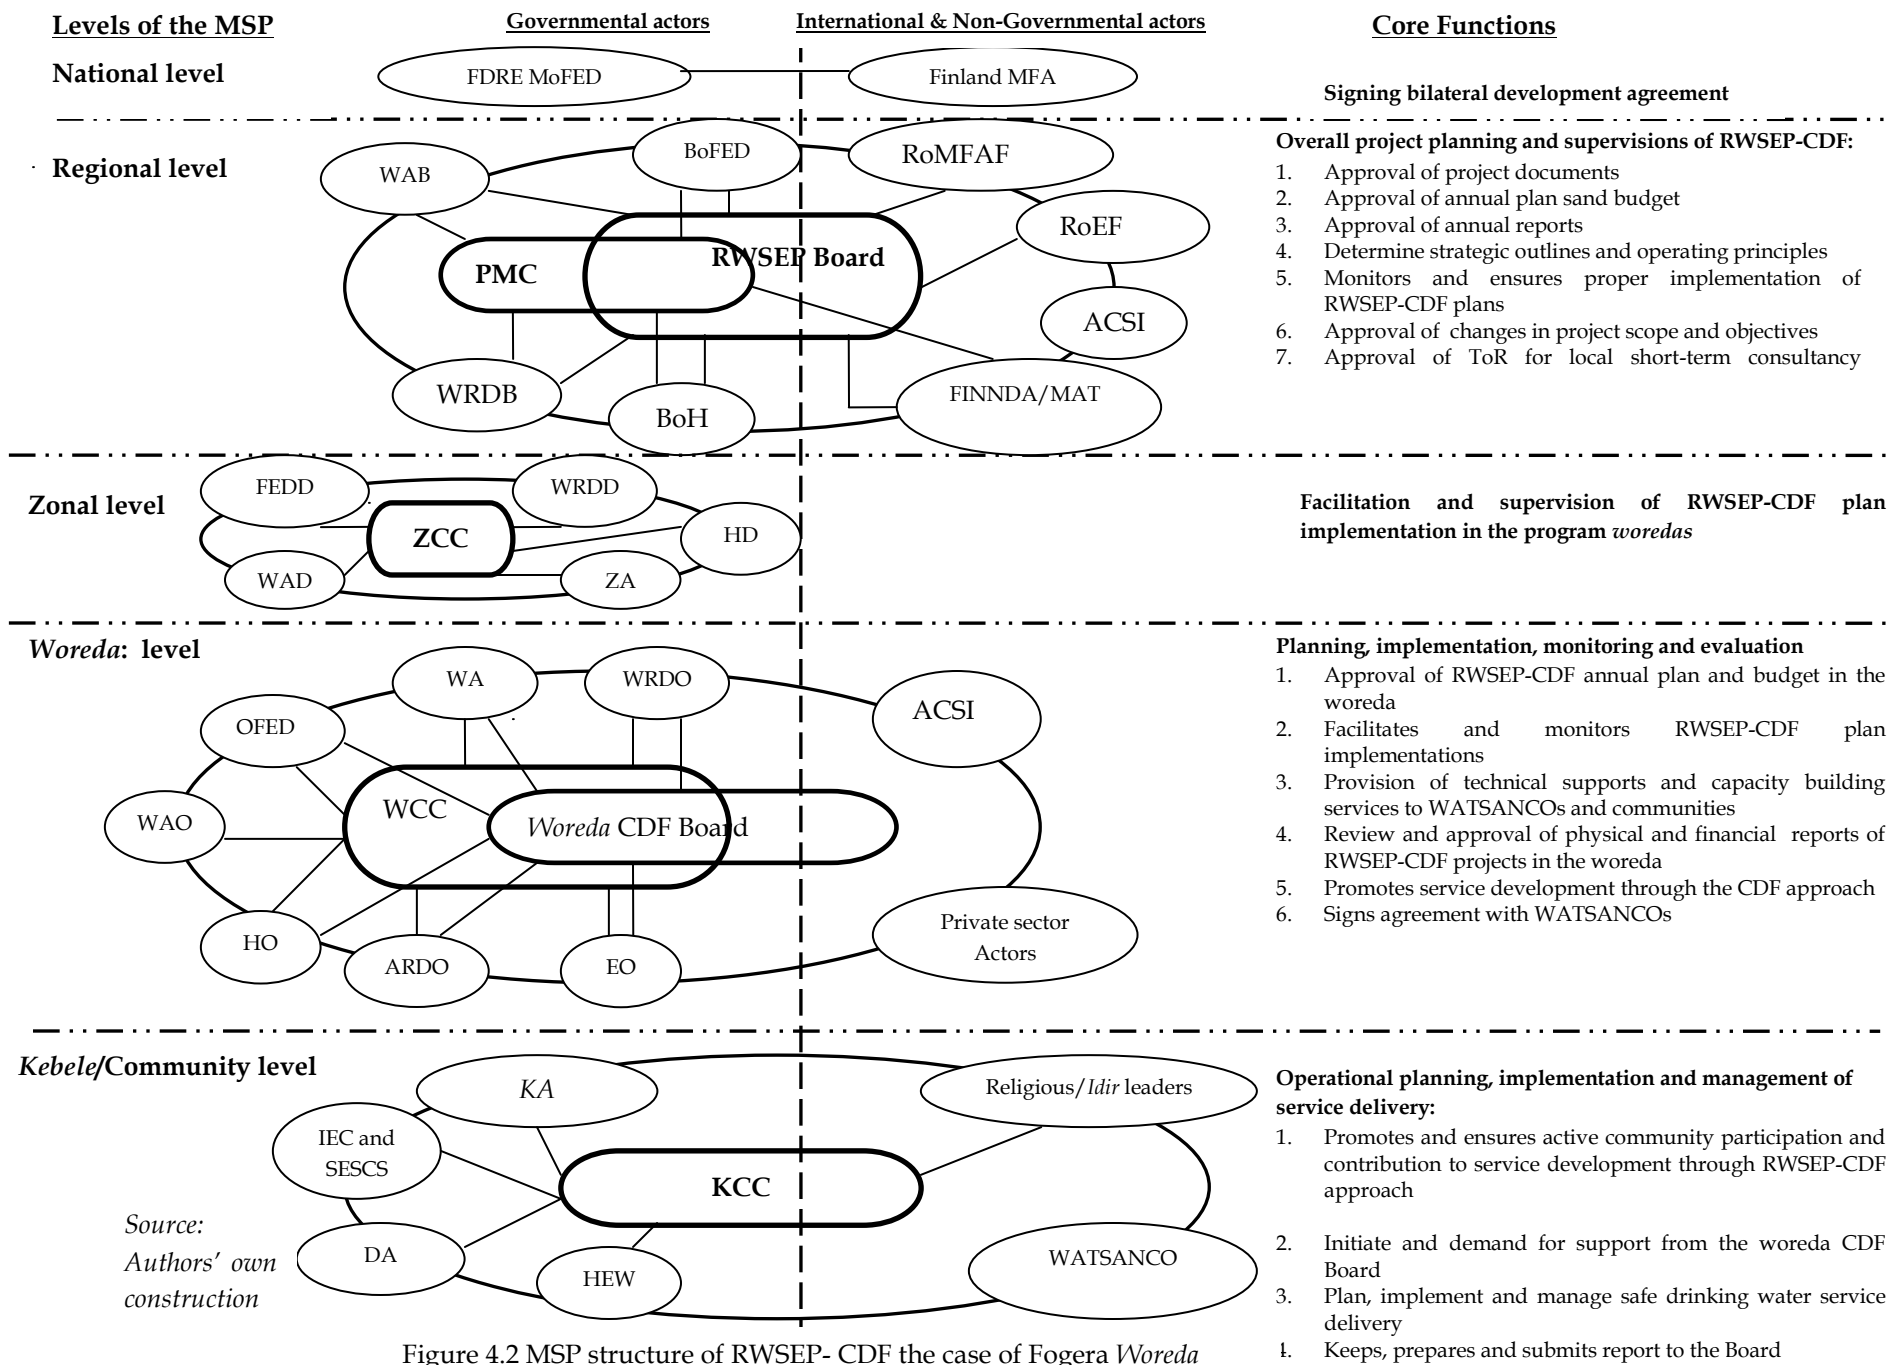 Levels of the MSP
Governmental actors
International & Non-Governmental actors
Core Functions
National level
FDRE MoFED
Finland MFA
Signing bilateral development agreement
Regional level
WAB
BoFED
RoMFAF
RoEF
ACSI
FINNDA/MAT
BoH
WRDB
PMC
RWSEP Board
Overall project planning and supervisions of RWSEP-CDF:
1. Approval of project documents
2. Approval of annual plan sand budget
3. Approval of annual reports
4. Determine strategic outlines and operating principles
5. Monitors and ensures proper implementation of
RWSEP-CDF plans
6. Approval of changes in project scope and objectives
7. Approval of ToR for local short-term consultancy
Zonal level
FEDD
WRDD
HD
ZA
WAD
ZCC
Facilitation and supervision of RWSEP-CDF plan
implementation in the program woredas
Woreda: level
WA
WRDO
ACSI
OFED
WAO
WCC
Woreda CDF Board
HO
ARDO
EO
Private sector
Actors
Planning, implementation, monitoring and evaluation
1. Approval of RWSEP-CDF annual plan and budget in the
woreda
2. Facilitates and monitors RWSEP-CDF plan
implementations
3. Provision of technical supports and capacity building
services to WATSANCOs and communities
4. Review and approval of physical and financial reports of
RWSEP-CDF projects in the woreda
5. Promotes service development through the CDF approach
6. Signs agreement with WATSANCOs
Kebele/Community level
KA
Religious/Idir leaders
IEC and
SESCS
KCC
DA
HEW
WATSANCO
Operational planning, implementation and management of
service delivery:
1. Promotes and ensures active community participation and
contribution to service development through RWSEP-CDF
approach
2. Initiate and demand for support from the woreda CDF
Board
3. Plan, implement and manage safe drinking water service
delivery
4. Keeps, prepares and submits report to the Board
Source:
Authors' own
construction
Figure 4.2 MSP structure of RWSEP- CDF the case of Fogera Woreda